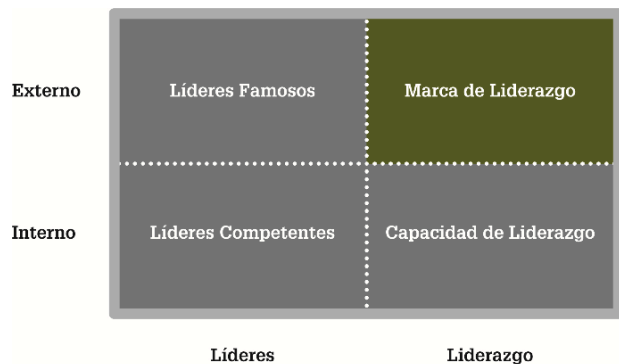 Externo
Líderes Famosos
Marca de Liderazgo
Interno
Líderes Competentes
Capacidad de Liderazgo
Líderes
Liderazgo